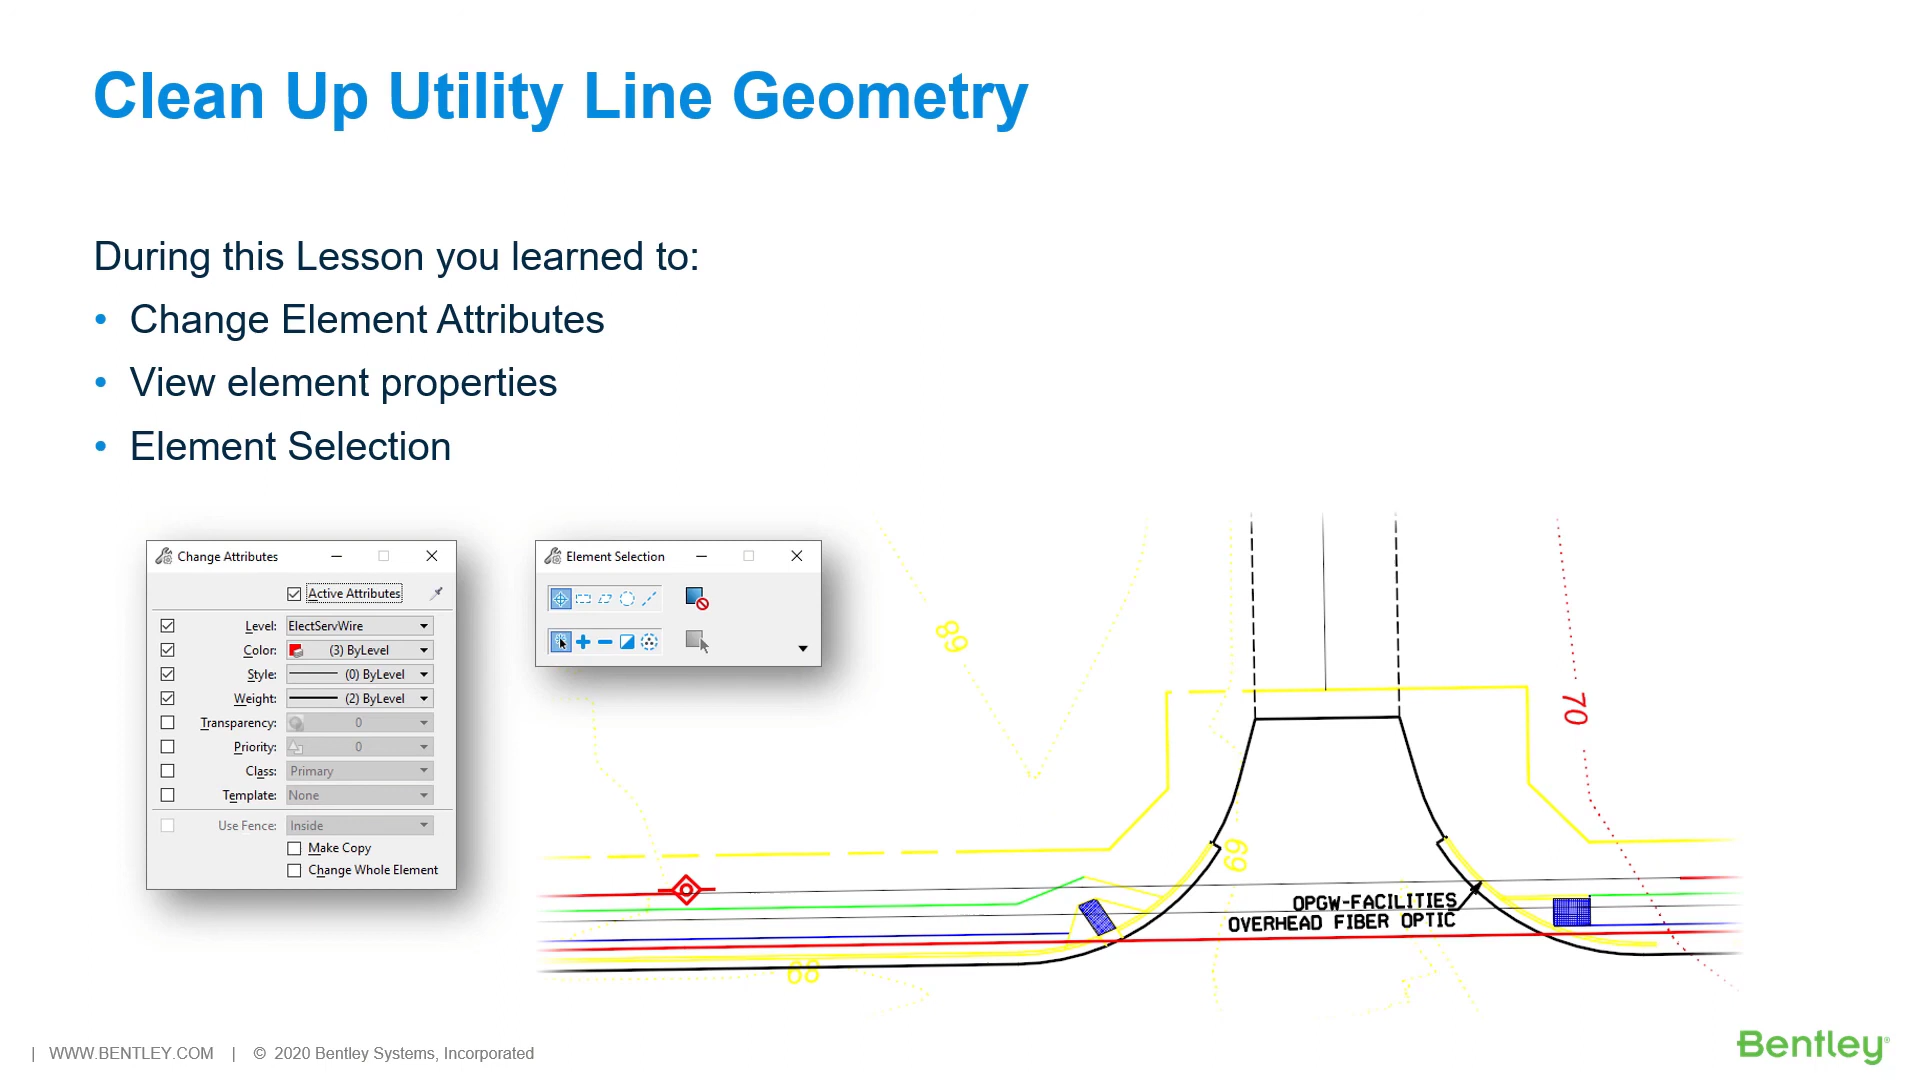 Clean Up Utility Line Geometry
During this Lesson you learned to:
• Change Element Attributes
• View element properties
• Element Selection
Change Attributes
Active Attributes
Level: ElectServWire
Color: (3) ByLevel
Style: (0) ByLevel
Weight: (2) ByLevel
Transparency: 0
Priority: 0
Class: Primary
Template: None
Use Fence: Inside
Make Copy
Change Whole Element
Element Selection
68
70
69
OPGW-FACILITIES
OVERHEAD FIBER OPTIC
68
| WWW.BENTLEY.COM | © 2020 Bentley Systems, Incorporated
Bentley®